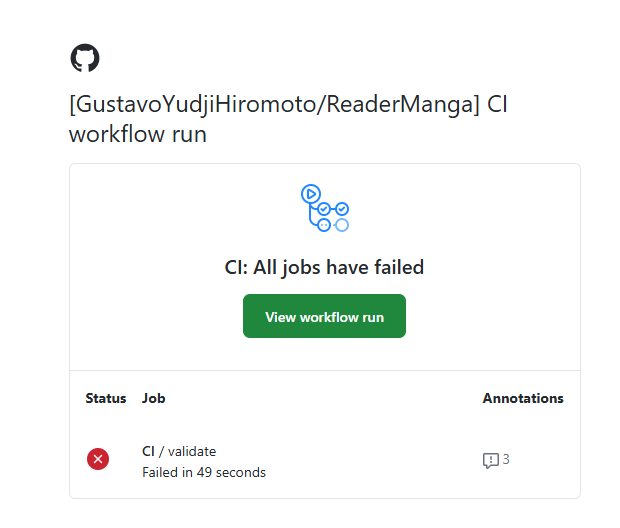 [GustavoYudjiHiromoto/ReaderManga] CI
workflow run
CI: All jobs have failed
View workflow run
Status Job Annotations
CI / validate
Failed in 49 seconds
3